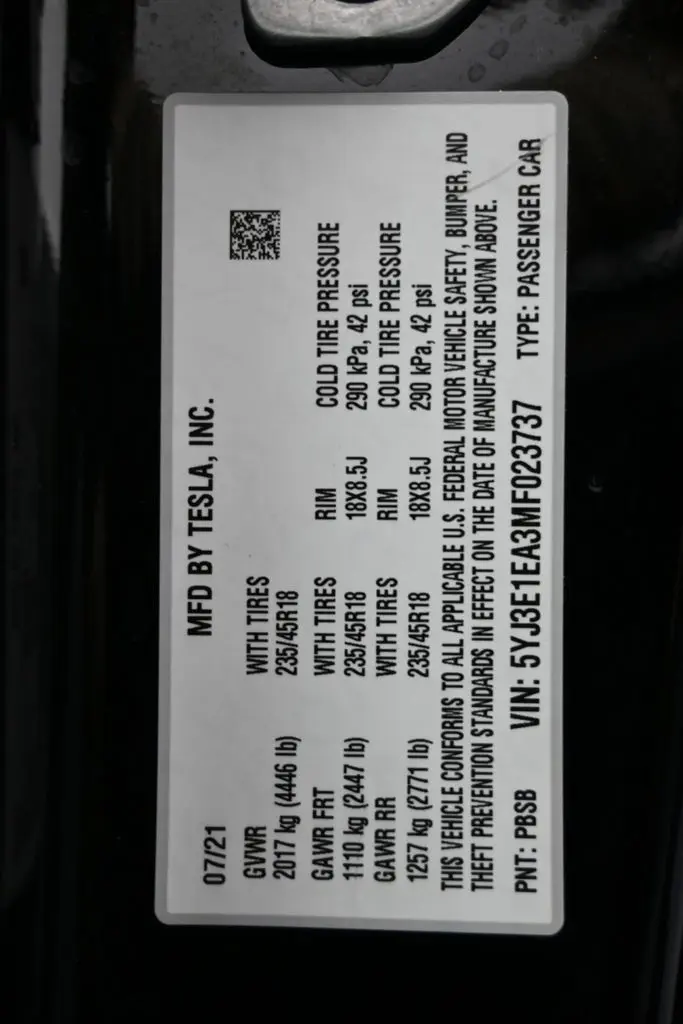 MFD BY TESLA, INC.
07/21
GVWR WITH TIRES
2017 kg (4446 lb) 235/45R18
GAWR FRT WITH TIRES RIM COLD TIRE PRESSURE
1110 kg (2447 lb) 235/45R18 18X8.5J 290 kPa, 42 psi
GAWR RR WITH TIRES RIM COLD TIRE PRESSURE
1257 kg (2771 lb) 235/45R18 18X8.5J 290 kPa, 42 psi
THIS VEHICLE CONFORMS TO ALL APPLICABLE U.S. FEDERAL MOTOR VEHICLE SAFETY, BUMPER, AND
THEFT PREVENTION STANDARDS IN EFFECT ON THE DATE OF MANUFACTURE SHOWN ABOVE.
PNT: PBSB VIN: 5YJ3E1EA3MF023737 TYPE: PASSENGER CAR